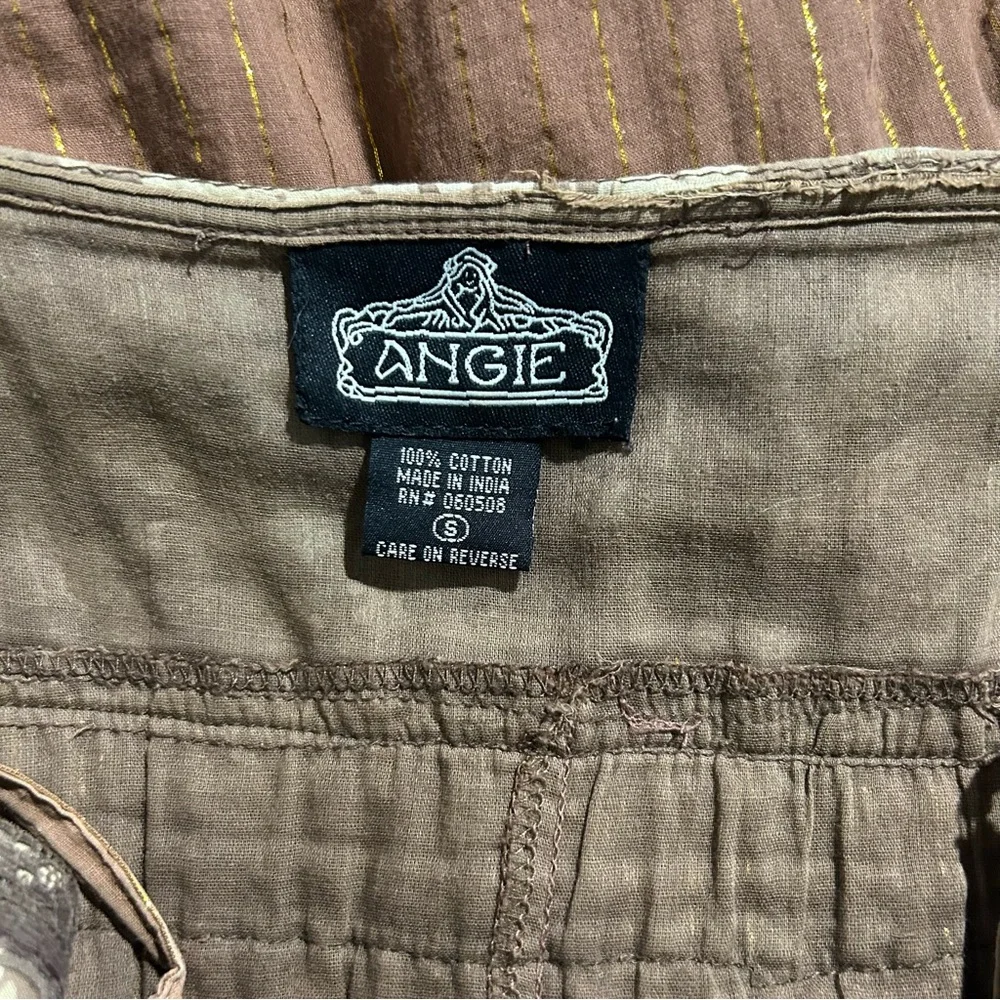 ANGIE
100% COTTON
MADE IN INDIA
RN# 060508
S
CARE ON REVERSE